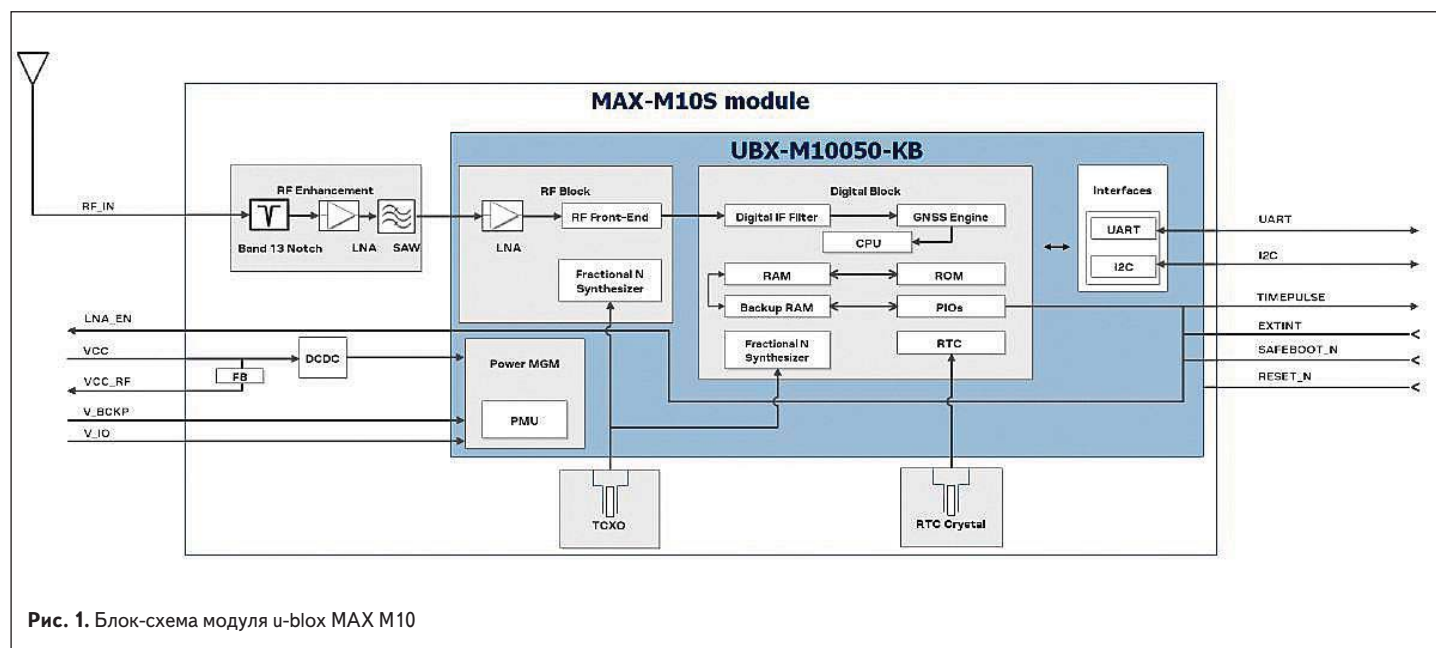 MAX-M10S module
UBX-M10050-KB
RF Enhancement
Band 13 Notch
LNA
SAW
RF_IN
RF Block
LNA
RF Front-End
Fractional N
Synthesizer
Digital Block
Digital IF Filter
GNSS Engine
CPU
RAM
ROM
Backup RAM
PIOs
Fractional N
Synthesizer
RTC
Interfaces
UART
I2C
UART
I2C
TIMEPULSE
EXTINT
SAFEBOOT_N
RESET_N
LNA_EN
VCC
FB
DCDC
VCC_RF
V_BCKP
V_IO
Power MGM
PMU
TCXO
RTC Crystal
Рис. 1. Блок-схема модуля u-blox MAX M10